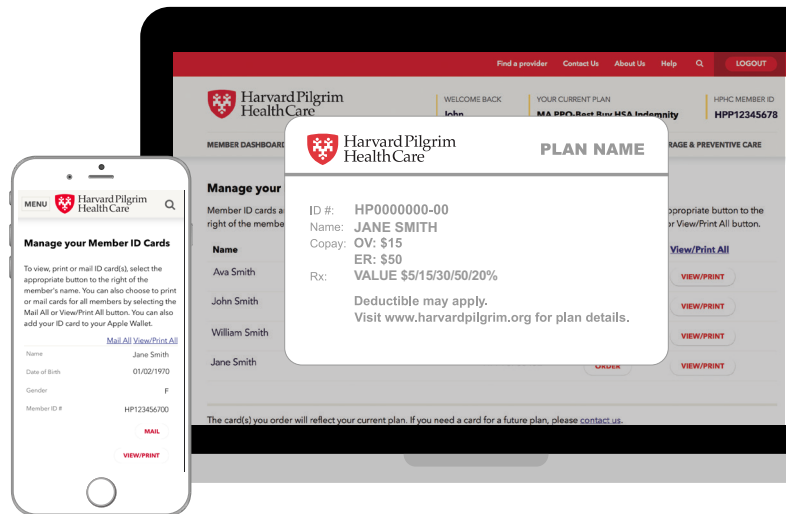 Find a provider Contact Us About Us Help LOGOUT
Harvard Pilgrim
HealthCare
WELCOME BACK
John
YOUR CURRENT PLAN
MA PPO-Best Buy HSA Indemnity
HPHC MEMBER ID
HPP12345678
MEMBER DASHBOARD
RAGE & PREVENTIVE CARE
Manage your
Member ID cards a
ppropriate button to the
right of the membe
or View/Print All button.
Name View/Print All
Ava Smith VIEW/PRINT
John Smith VIEW/PRINT
William Smith VIEW/PRINT
Jane Smith ORDER VIEW/PRINT
The card(s) you order will reflect your current plan. If you need a card for a future plan, please contact us.
Harvard Pilgrim
HealthCare
PLAN NAME
ID #: HP0000000-00
Name: JANE SMITH
Copay: OV: $15
ER: $50
Rx: VALUE $5/15/30/50/20%
Deductible may apply.
Visit www.harvardpilgrim.org for plan details.
MENU
Harvard Pilgrim
HealthCare
Manage your Member ID Cards
To view, print or mail ID card(s), select the
appropriate button to the right of the
member's name. You can also choose to print
or mail cards for all members by selecting the
Mail All or View/Print All button. You can also
add your ID card to your Apple Wallet.
Mail All View/Print All
Name Jane Smith
Date of Birth 01/02/1970
Gender F
Member ID # HP123456700
MAIL
VIEW/PRINT